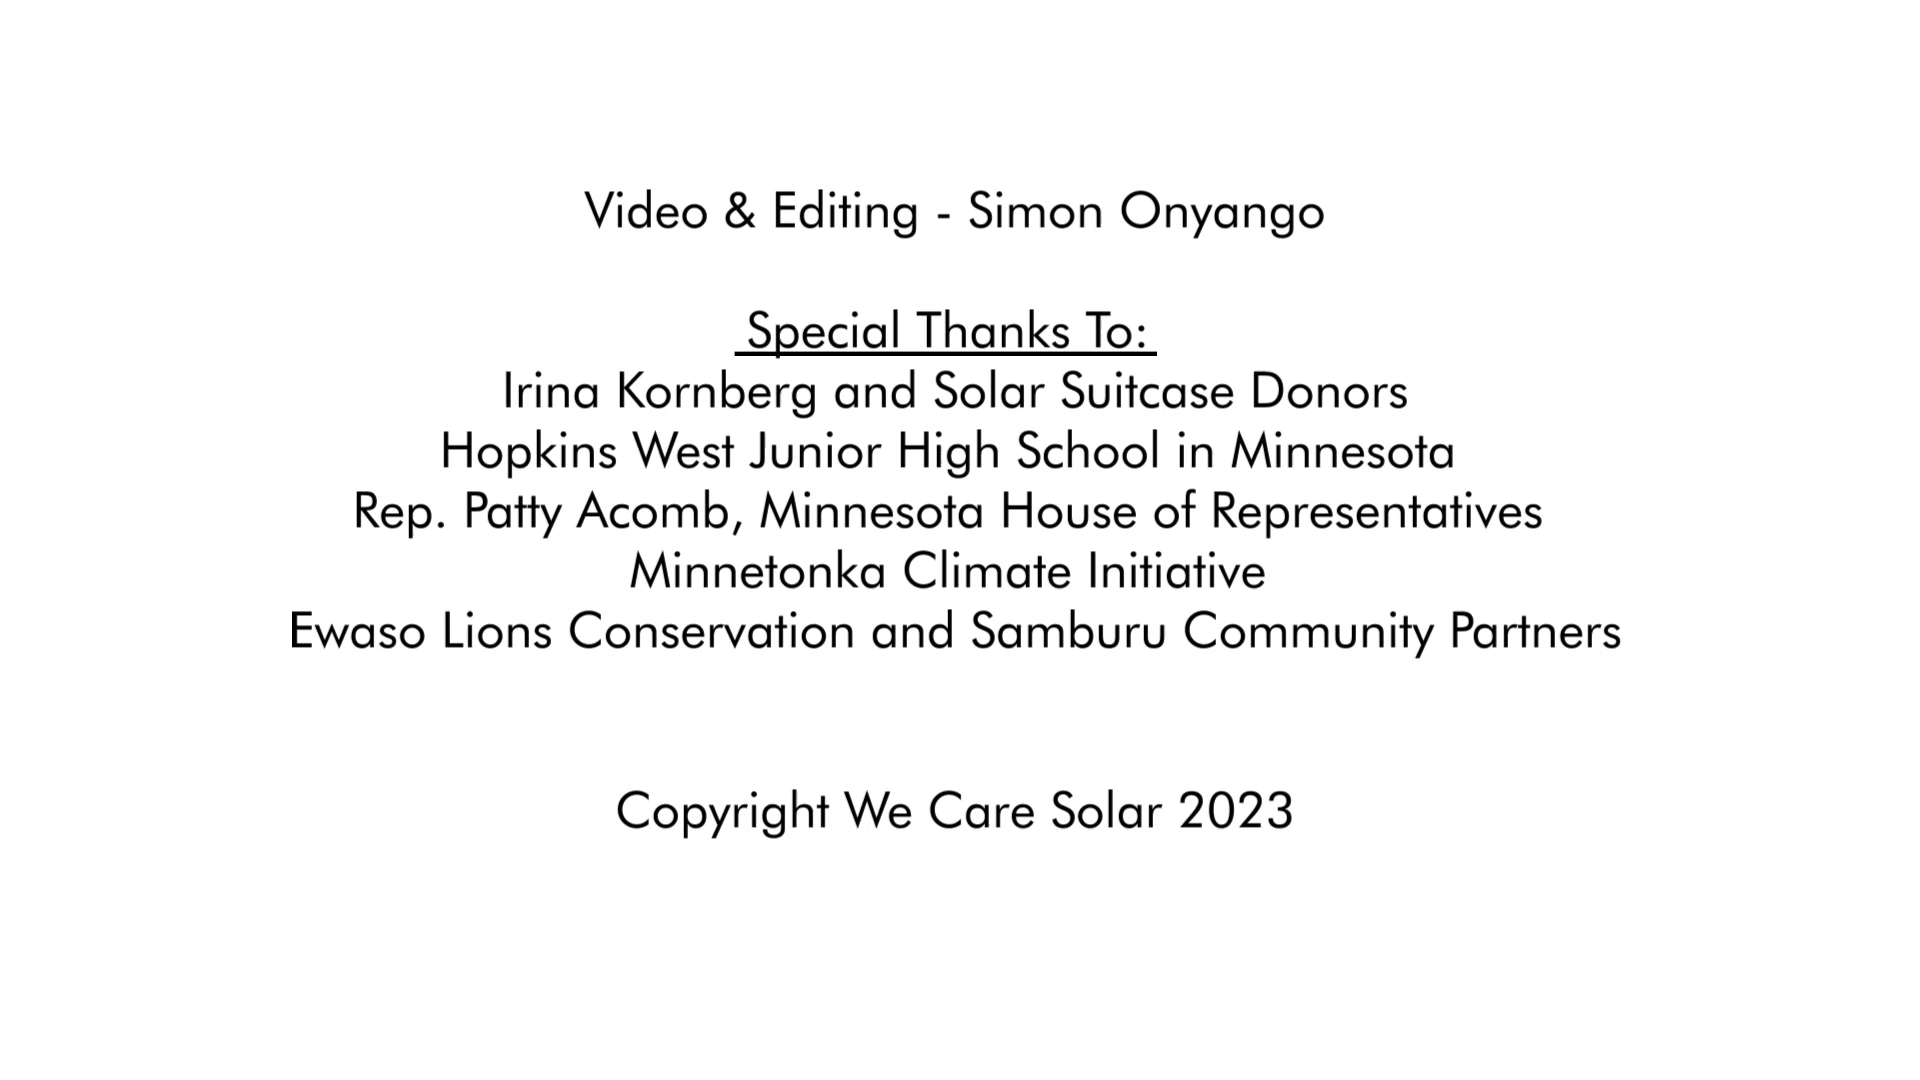 Video & Editing - Simon Onyango
Special Thanks To:
Irina Kornberg and Solar Suitcase Donors
Hopkins West Junior High School in Minnesota
Rep. Patty Acomb, Minnesota House of Representatives
Minnetonka Climate Initiative
Ewaso Lions Conservation and Samburu Community Partners
Copyright We Care Solar 2023